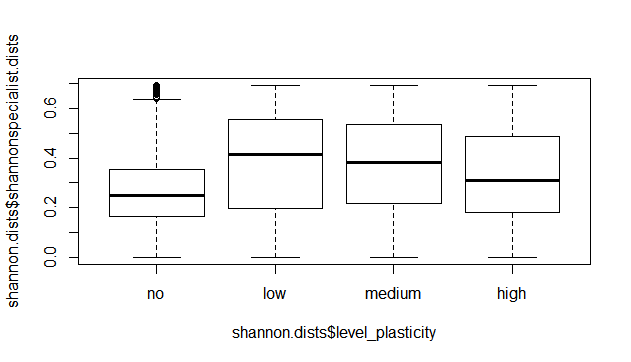 shannon.dists$shannonspecialist.dists
0.6
0.4
0.2
0.0
no low medium high
shannon.dists$level_plasticity